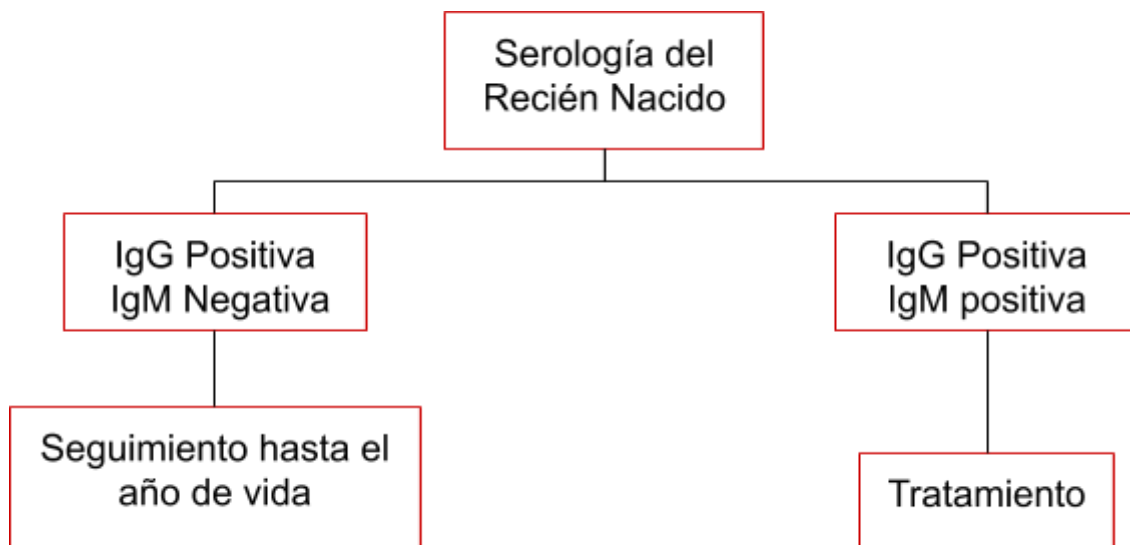 Serología del
Recién Nacido
IgG Positiva
IgM Negativa
IgG Positiva
IgM positiva
Seguimiento hasta el
año de vida
Tratamiento